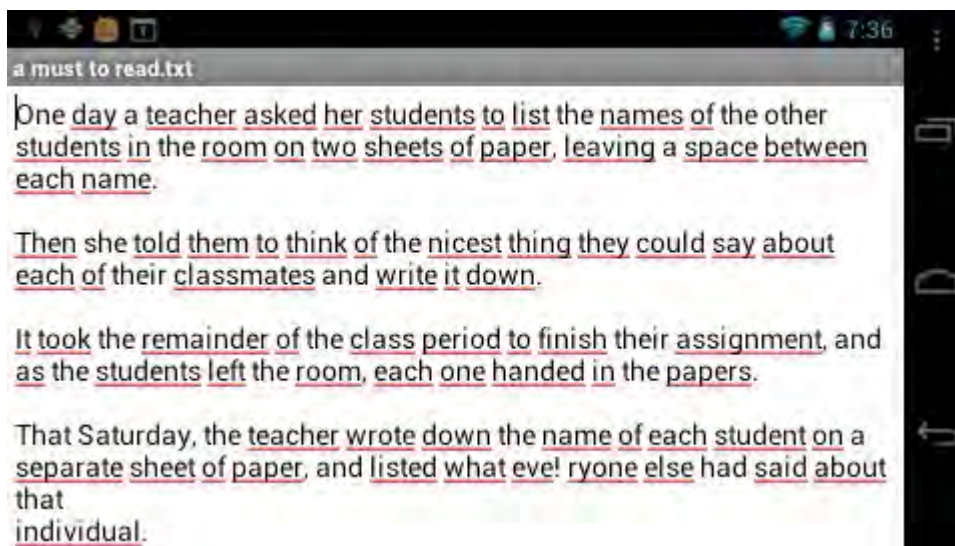 7:36
a must to read.txt
One day a teacher asked her students to list the names of the other
students in the room on two sheets of paper, leaving a space between
each name.
Then she told them to think of the nicest thing they could say about
each of their classmates and write it down.
It took the remainder of the class period to finish their assignment, and
as the students left the room, each one handed in the papers.
That Saturday, the teacher wrote down the name of each student on a
separate sheet of paper, and listed what eve! ryone else had said about
that
individual.